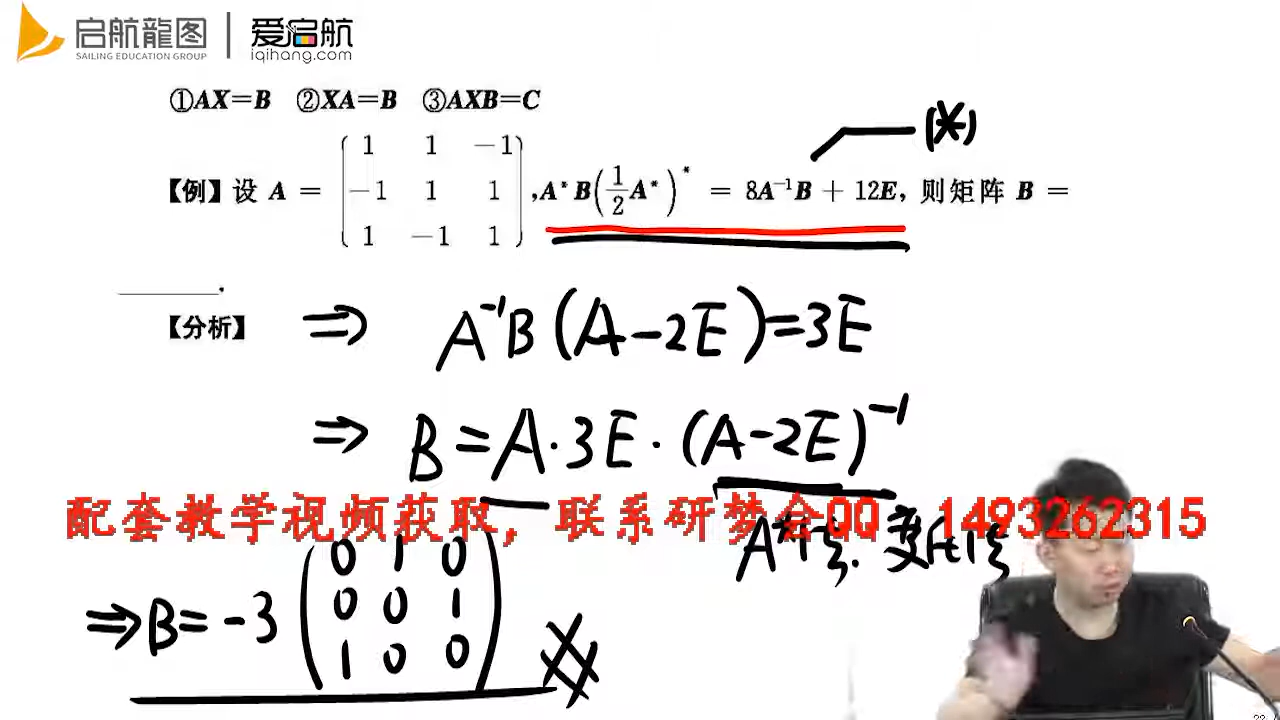 启航龍图 | 爱启航
SAILING EDUCATION GROUP iqihang.com
①AX=B ②XA=B ③AXB=C
(*)
【例】设 A = ( 1 1 -1 ; -1 1 1 ; 1 -1 1 ), A*B(1/2 A*)* = 8A⁻¹B + 12E, 则矩阵 B =
______.
【分析】 ⇒ A⁻¹B(A-2E)=3E
⇒ B=A·3E·(A-2E)⁻¹
配套教学视频获取，联系研梦会QQ：1493262315
⇒B=-3 ( 0 1 0 ; 0 0 1 ; 1 0 0 )